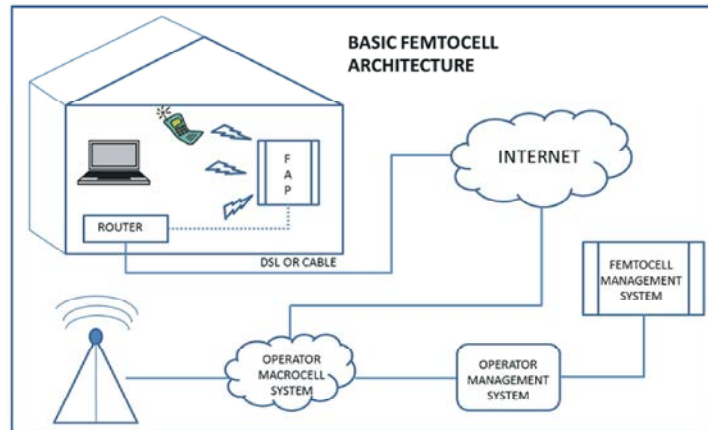 BASIC FEMTOCELL
ARCHITECTURE
F
A
P
INTERNET
ROUTER
DSL OR CABLE
FEMTOCELL
MANAGEMENT
SYSTEM
OPERATOR
MACROCELL
SYSTEM
OPERATOR
MANAGEMENT
SYSTEM